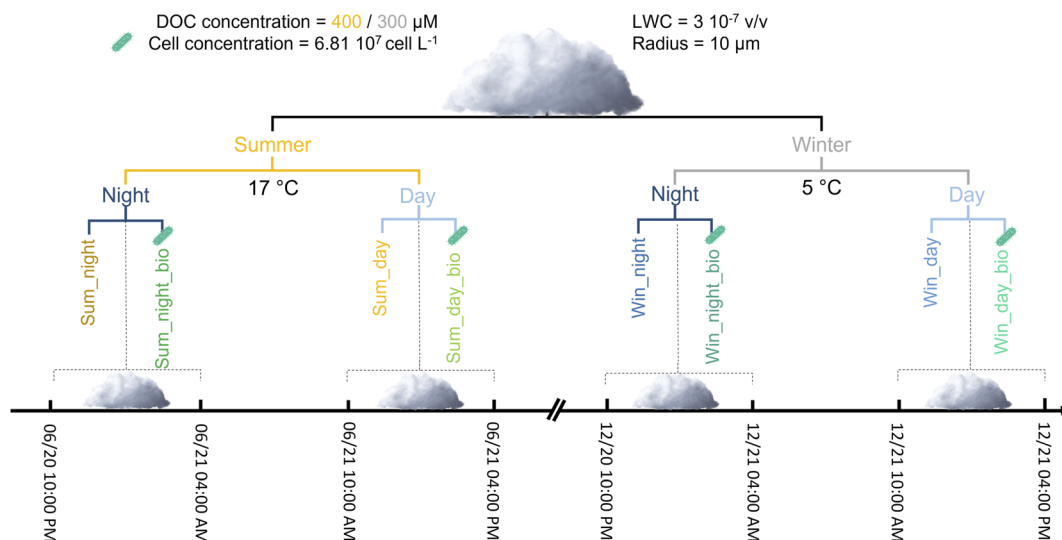 DOC concentration = 400 / 300 µM
Cell concentration = 6.81 10⁷ cell L⁻¹
LWC = 3 10⁻⁷ v/v
Radius = 10 µm
Summer
Winter
17 °C
5 °C
Night
Day
Night
Day
Sum_night
Sum_night_bio
Sum_day
Sum_day_bio
Win_night
Win_night_bio
Win_day
Win_day_bio
06/20 10:00 PM
06/21 04:00 AM
06/21 10:00 AM
06/21 04:00 PM
12/20 10:00 PM
12/21 04:00 AM
12/21 10:00 AM
12/21 04:00 PM